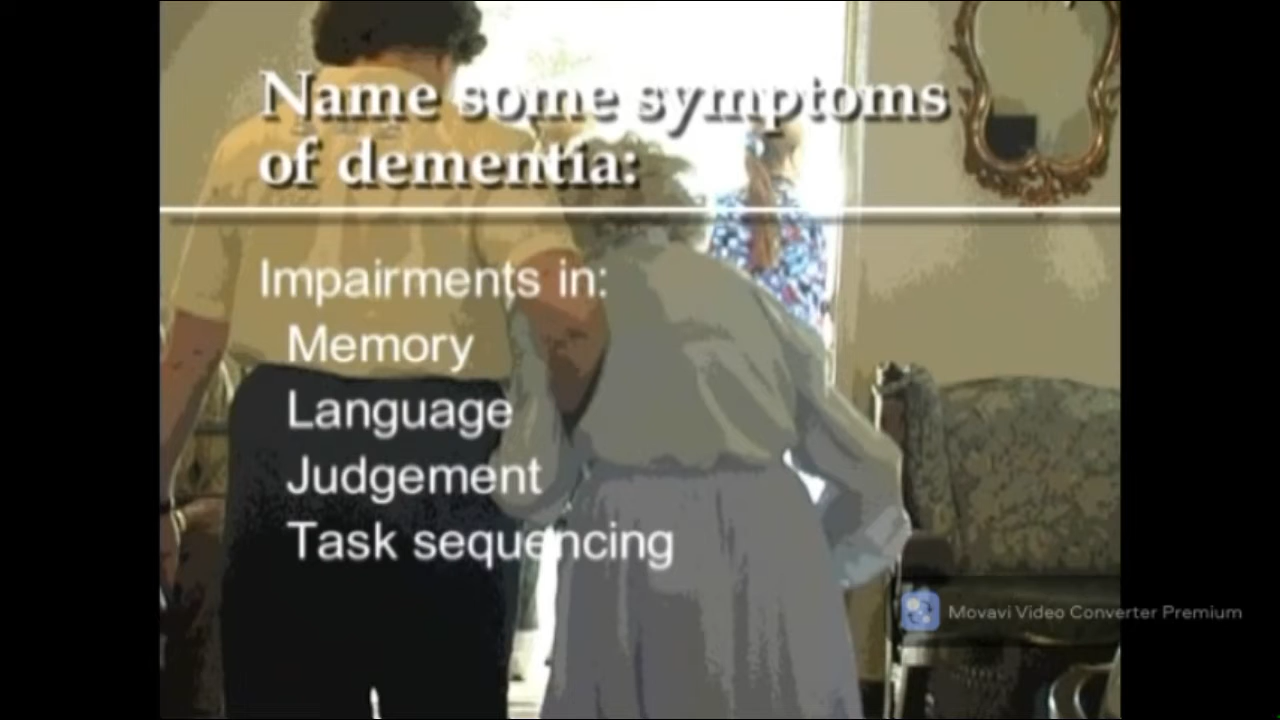 Name some symptoms
of dementia:
Impairments in:
Memory
Language
Judgement
Task sequencing
Movavi Video Converter Premium